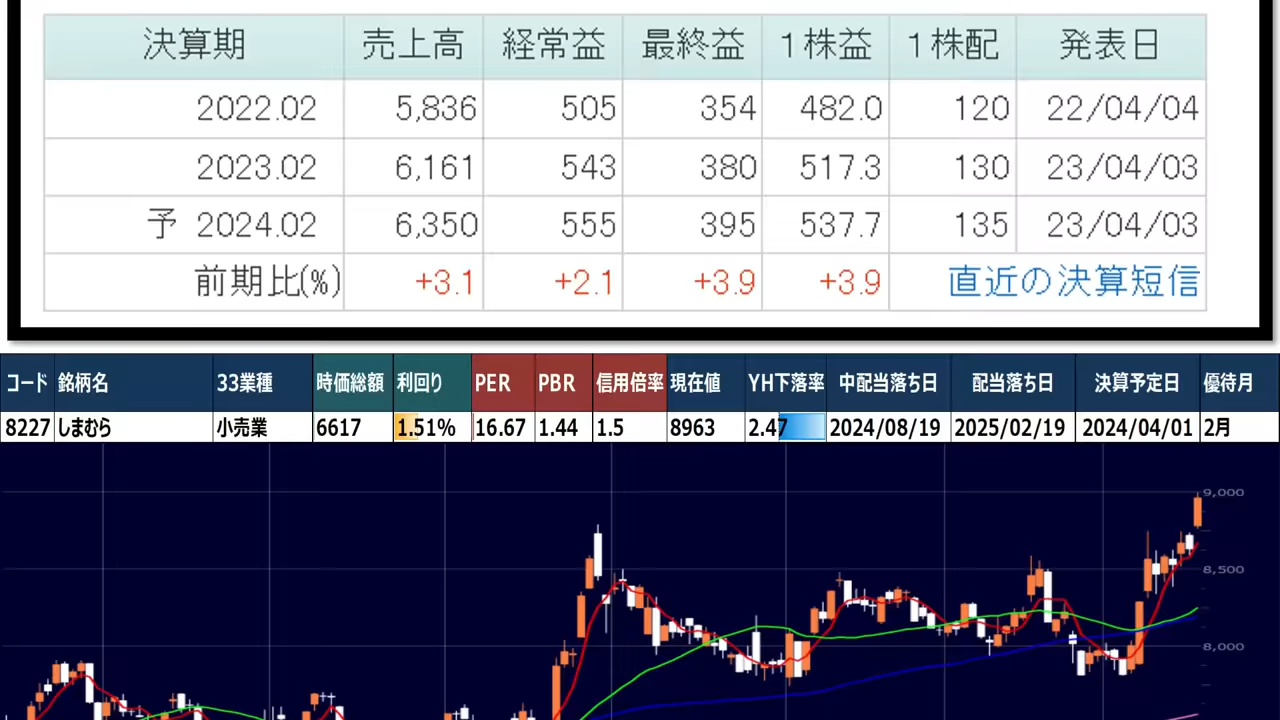 決算期 売上高 経常益 最終益 1株益 1株配 発表日
2022.02 5,836 505 354 482.0 120 22/04/04
2023.02 6,161 543 380 517.3 130 23/04/03
予 2024.02 6,350 555 395 537.7 135 23/04/03
前期比(%) +3.1 +2.1 +3.9 +3.9 直近の決算短信
コード 銘柄名 33業種 時価総額 利回り PER PBR 信用倍率 現在値 YH下落率 中配当落ち日 配当落ち日 決算予定日 優待月
8227 しまむら 小売業 6617 1.51% 16.67 1.44 1.5 8963 2.47 2024/08/19 2025/02/19 2024/04/01 2月
9,000
8,500
8,000